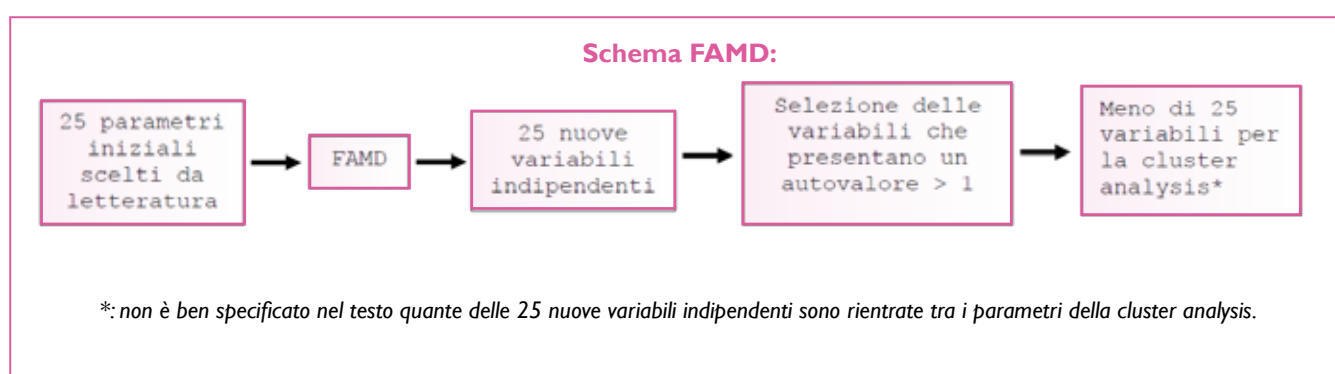 Schema FAMD:
25 parametri
iniziali
scelti da
letteratura
FAMD
25 nuove
variabili
indipendenti
Selezione delle
variabili che
presentano un
autovalore > 1
Meno di 25
variabili per
la cluster
analysis*
*: non è ben specificato nel testo quante delle 25 nuove variabili indipendenti sono rientrate tra i parametri della cluster analysis.